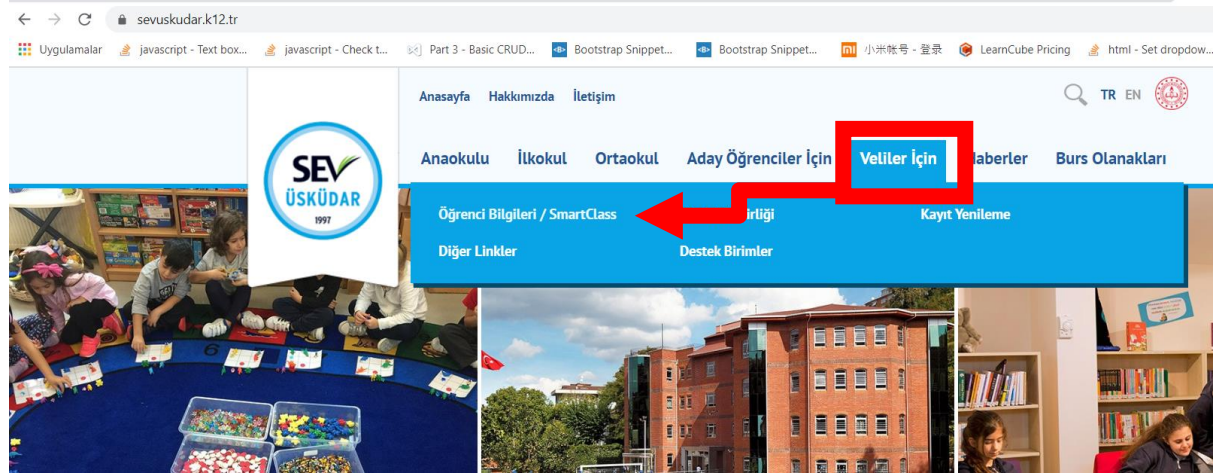 sevuskudar.k12.tr
Uygulamalar javascript - Text box... javascript - Check t... Part 3 - Basic CRUD... Bootstrap Snippet... Bootstrap Snippet... 小米帐号 - 登录 LearnCube Pricing html - Set dropdow...
Anasayfa Hakkımızda İletişim TR EN
SEV
ÜSKÜDAR
1997
Anaokulu İlkokul Ortaokul Aday Öğrenciler İçin Veliler İçin Haberler Burs Olanakları
Öğrenci Bilgileri / SmartClass Kayıt Yenileme
Diğer Linkler Destek Birimler